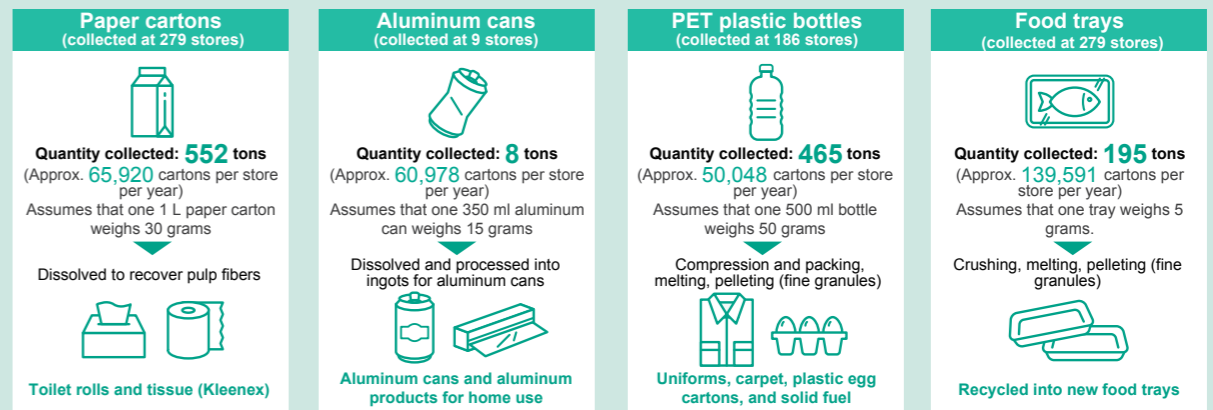 Paper cartons
(collected at 279 stores)
Quantity collected: 552 tons
(Approx. 65,920 cartons per store
per year)
Assumes that one 1 L paper carton
weighs 30 grams
Dissolved to recover pulp fibers
Toilet rolls and tissue (Kleenex)
Aluminum cans
(collected at 9 stores)
Quantity collected: 8 tons
(Approx. 60,978 cartons per store
per year)
Assumes that one 350 ml aluminum
can weighs 15 grams
Dissolved and processed into
ingots for aluminum cans
Aluminum cans and aluminum
products for home use
PET plastic bottles
(collected at 186 stores)
Quantity collected: 465 tons
(Approx. 50,048 cartons per store
per year)
Assumes that one 500 ml bottle
weighs 50 grams
Compression and packing,
melting, pelleting (fine granules)
Uniforms, carpet, plastic egg
cartons, and solid fuel
Food trays
(collected at 279 stores)
Quantity collected: 195 tons
(Approx. 139,591 cartons per
store per year)
Assumes that one tray weighs 5
grams.
Crushing, melting, pelleting (fine
granules)
Recycled into new food trays